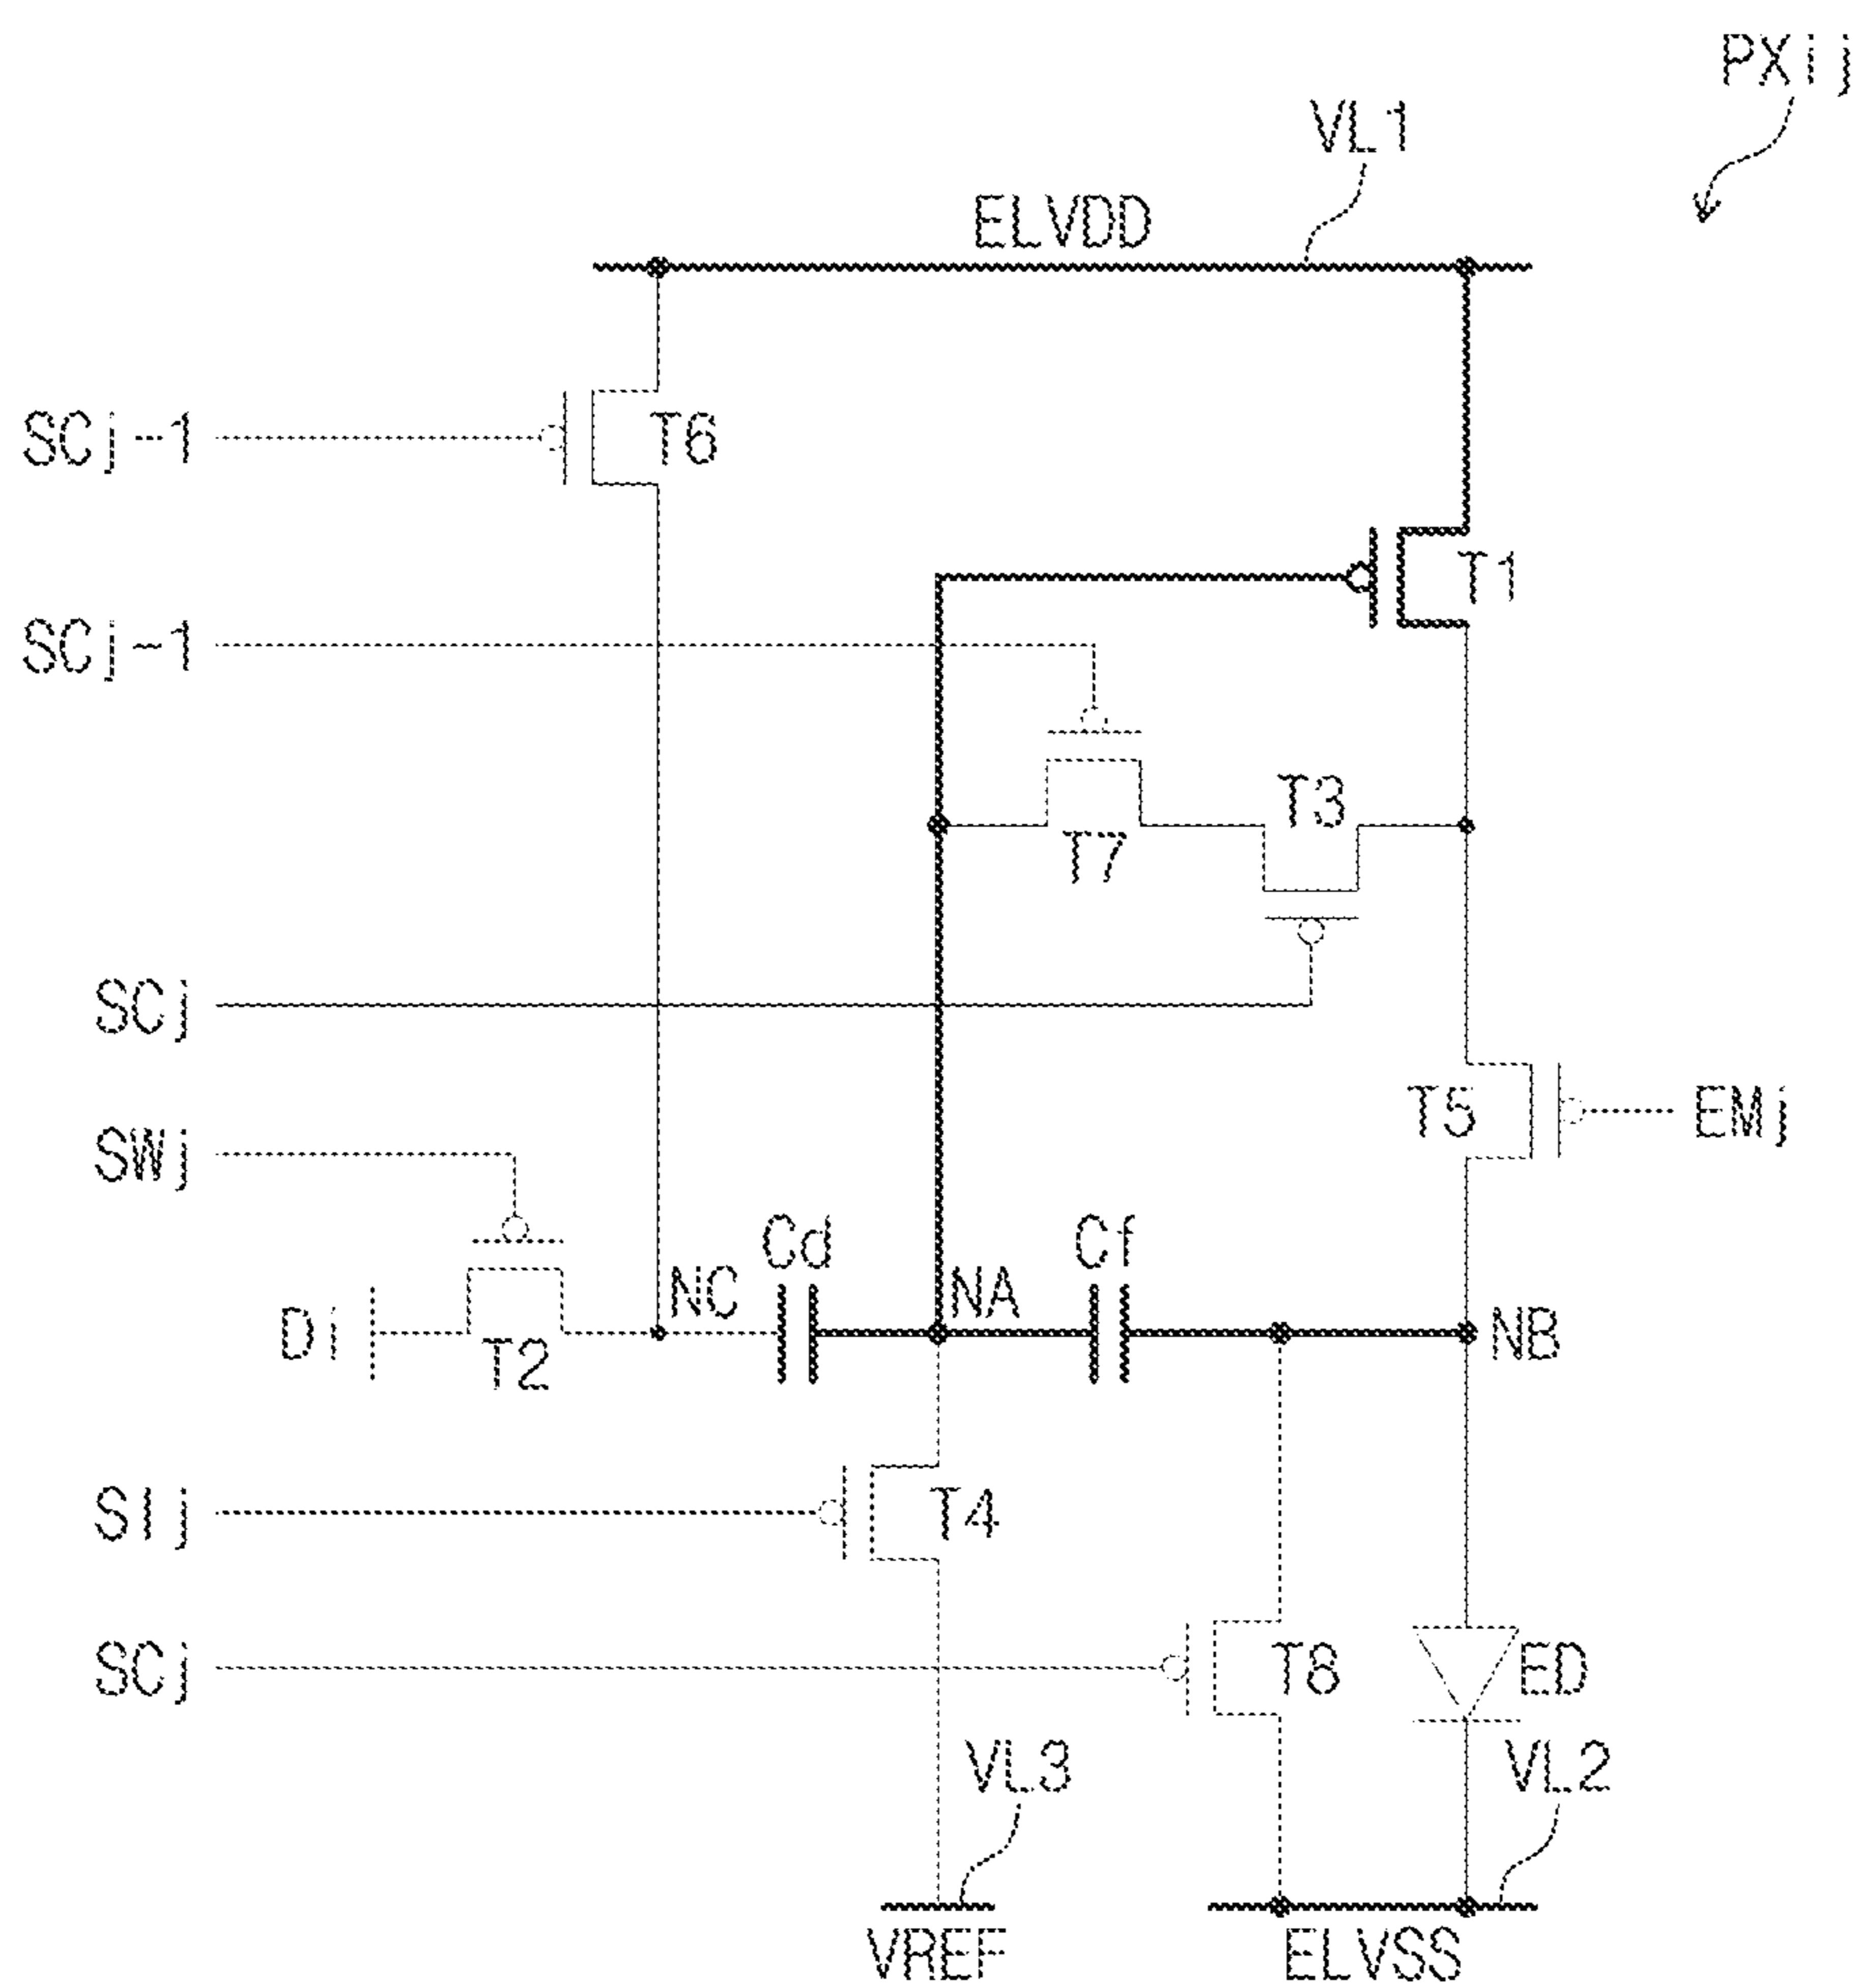 PXij
VL1
ELVDD
SCj-1
T6
T1
SCj-1
T3
T7
SCj
T5
EMj
SWj
Cd
Cf
NC
NA
Di
T2
NB
SIj
T4
SCj
T8
ED
VL3
VL2
VREF
ELVSS